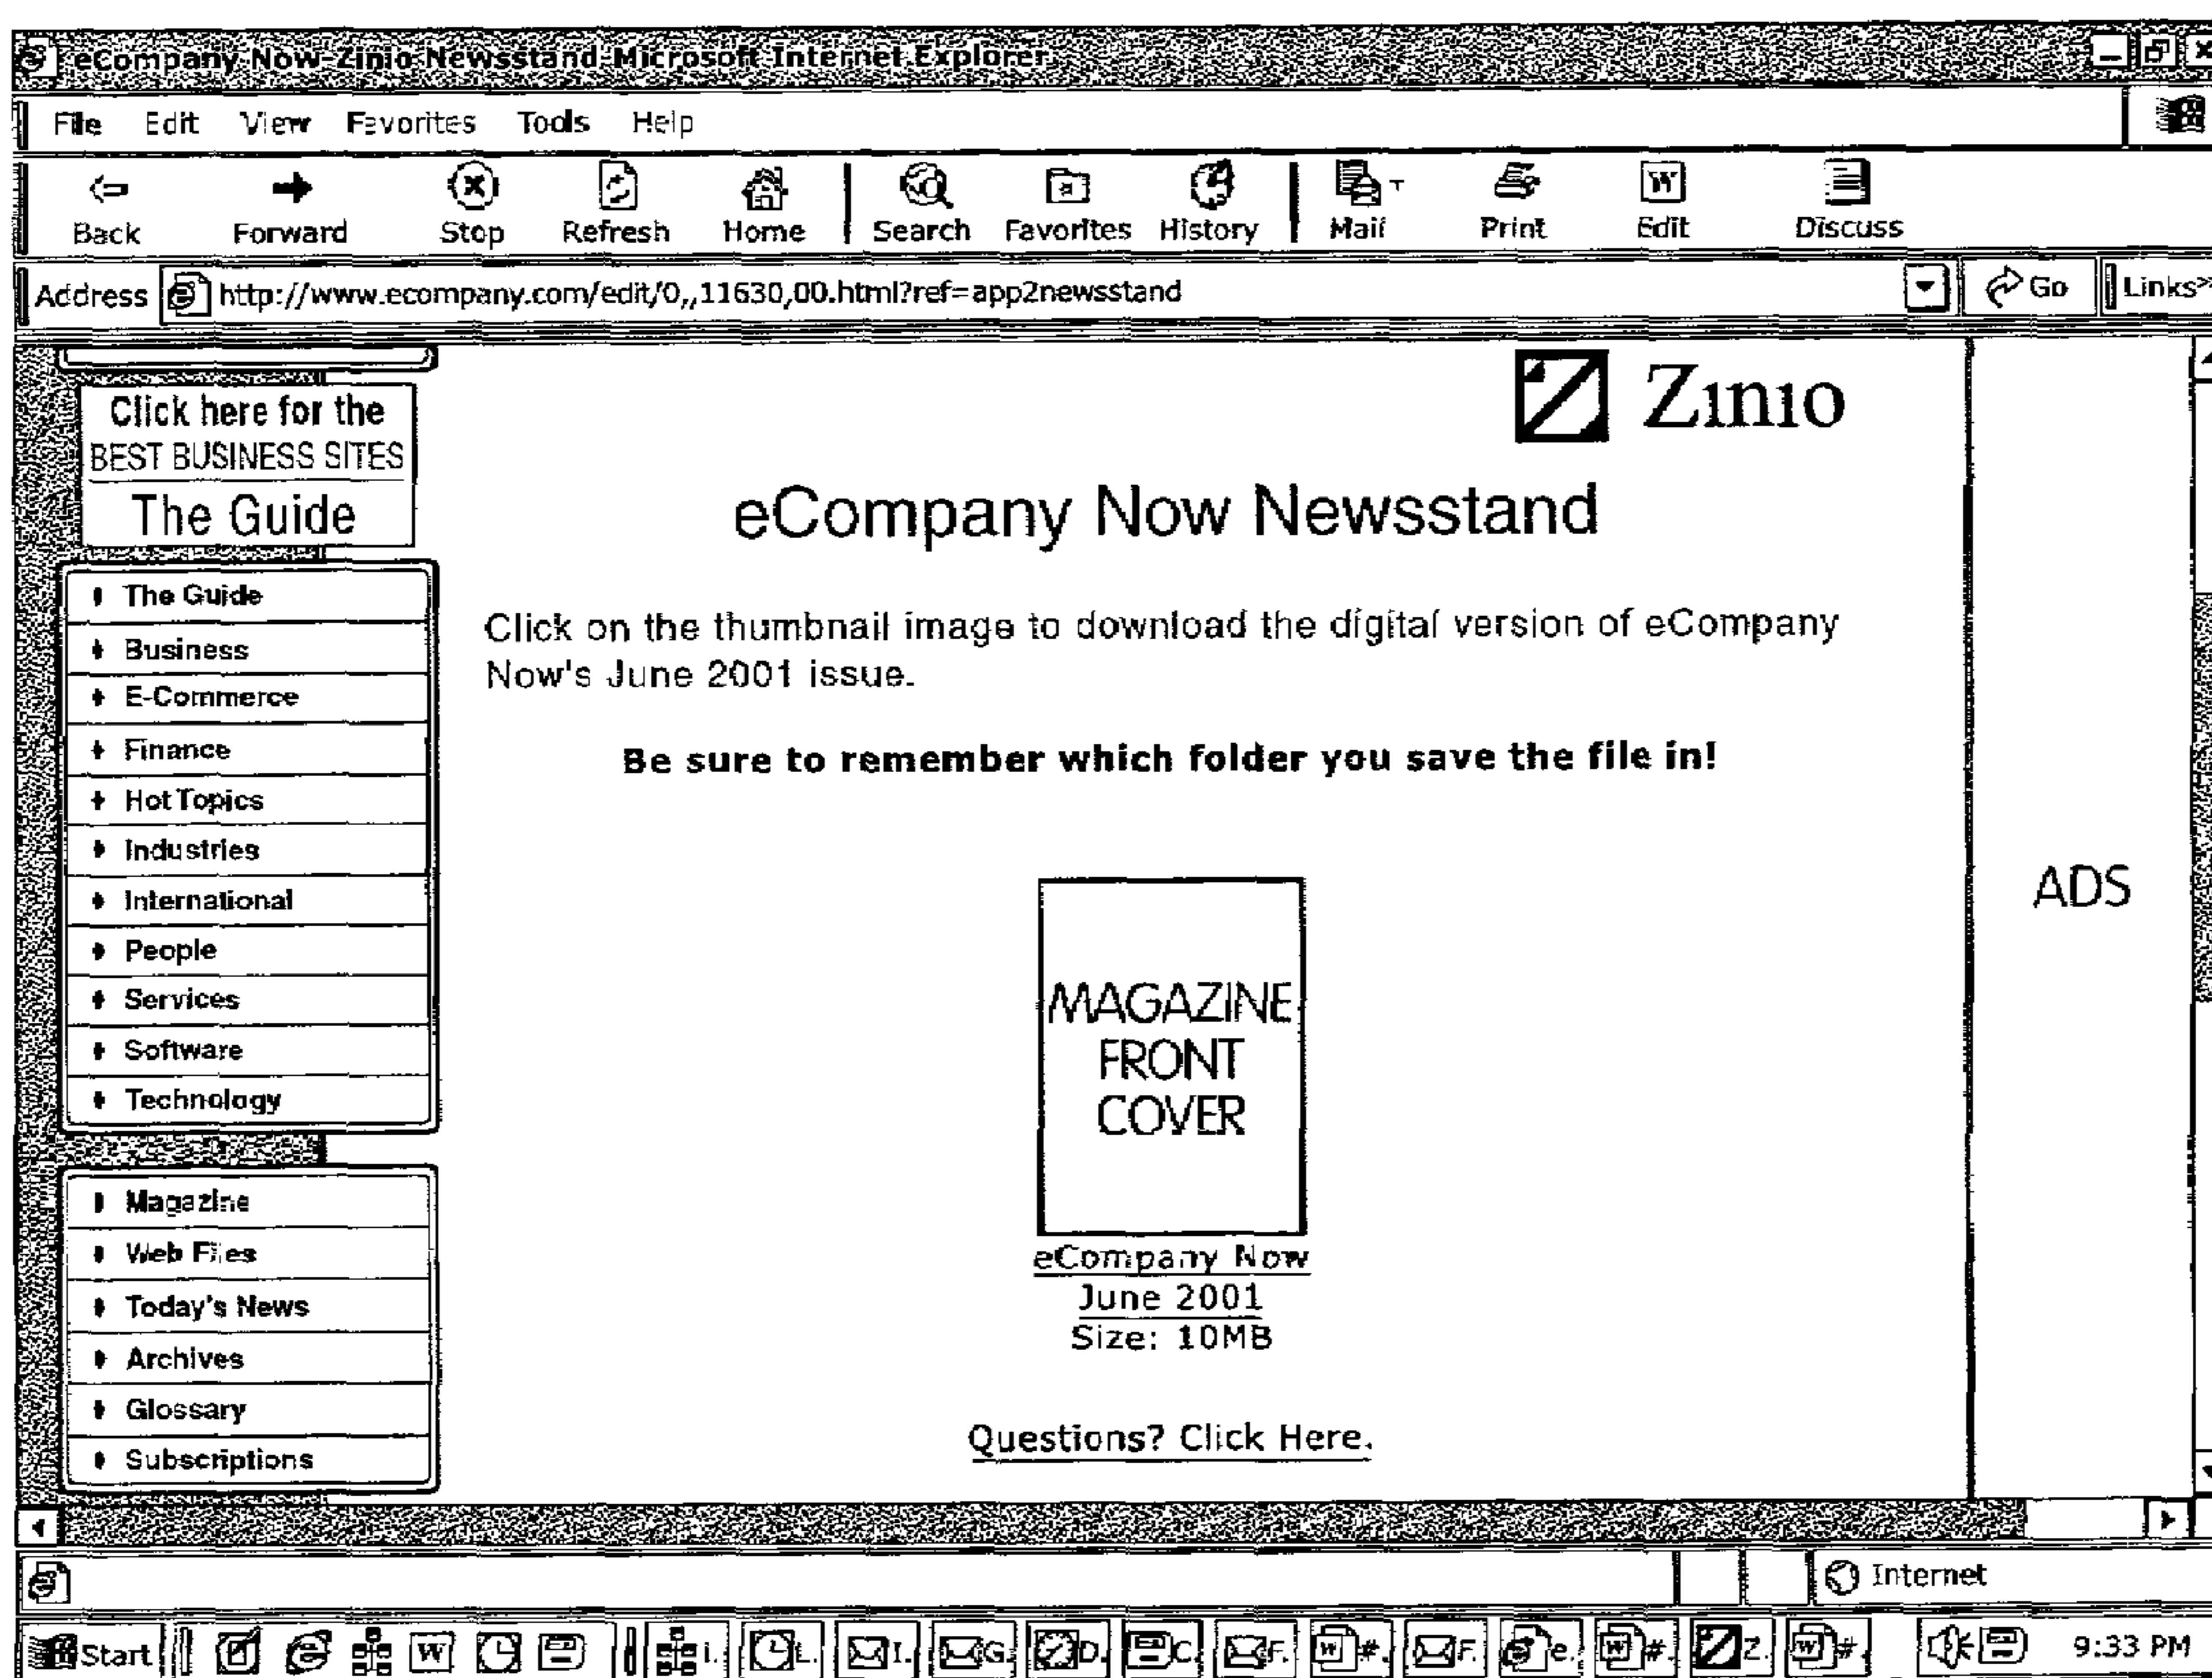 eCompany Now-Zinio Newsstand-Microsoft Internet Explorer
File Edit View Favorites Tools Help
Back Forward Stop Refresh Home Search Favorites History Mail Print Edit Discuss
Address http://www.ecompany.com/edit/0,,11630,00.html?ref=app2newsstand Go Links»
Zinio
Click here for the
BEST BUSINESS SITES
The Guide
The Guide
Business
E-Commerce
Finance
Hot Topics
Industries
International
People
Services
Software
Technology
Magazine
Web Files
Today's News
Archives
Glossary
Subscriptions
eCompany Now Newsstand
Click on the thumbnail image to download the digital version of eCompany
Now's June 2001 issue.
Be sure to remember which folder you save the file in!
MAGAZINE
FRONT
COVER
eCompany Now
June 2001
Size: 10MB
Questions? Click Here.
ADS
Internet
Start W I. L. I. G. D. C. F. W #. F. e. W #. Z. W #. 9:33 PM